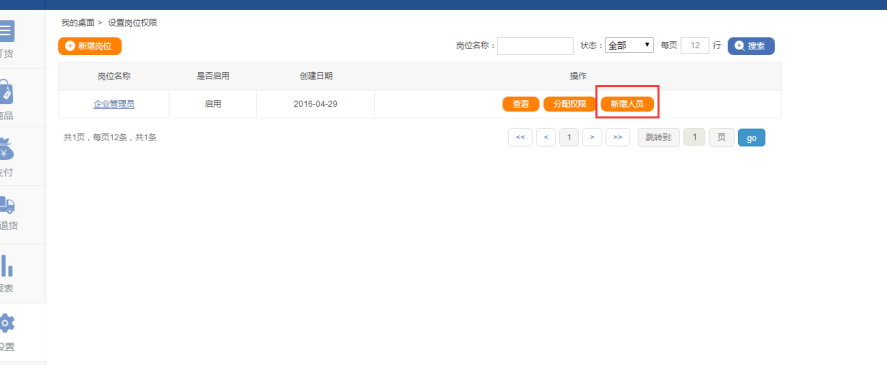 我的桌面 > 设置岗位权限
新增岗位 岗位名称： 状态：全部 每页 12 行 搜索
岗位名称 是否启用 创建日期 操作
企业管理员 启用 2016-04-29 查看 分配权限 新增人员
共1页，每页12条，共1条 << < 1 > >> 跳转到: 1 页 go
订货
商品
支付
退货
报表
设置